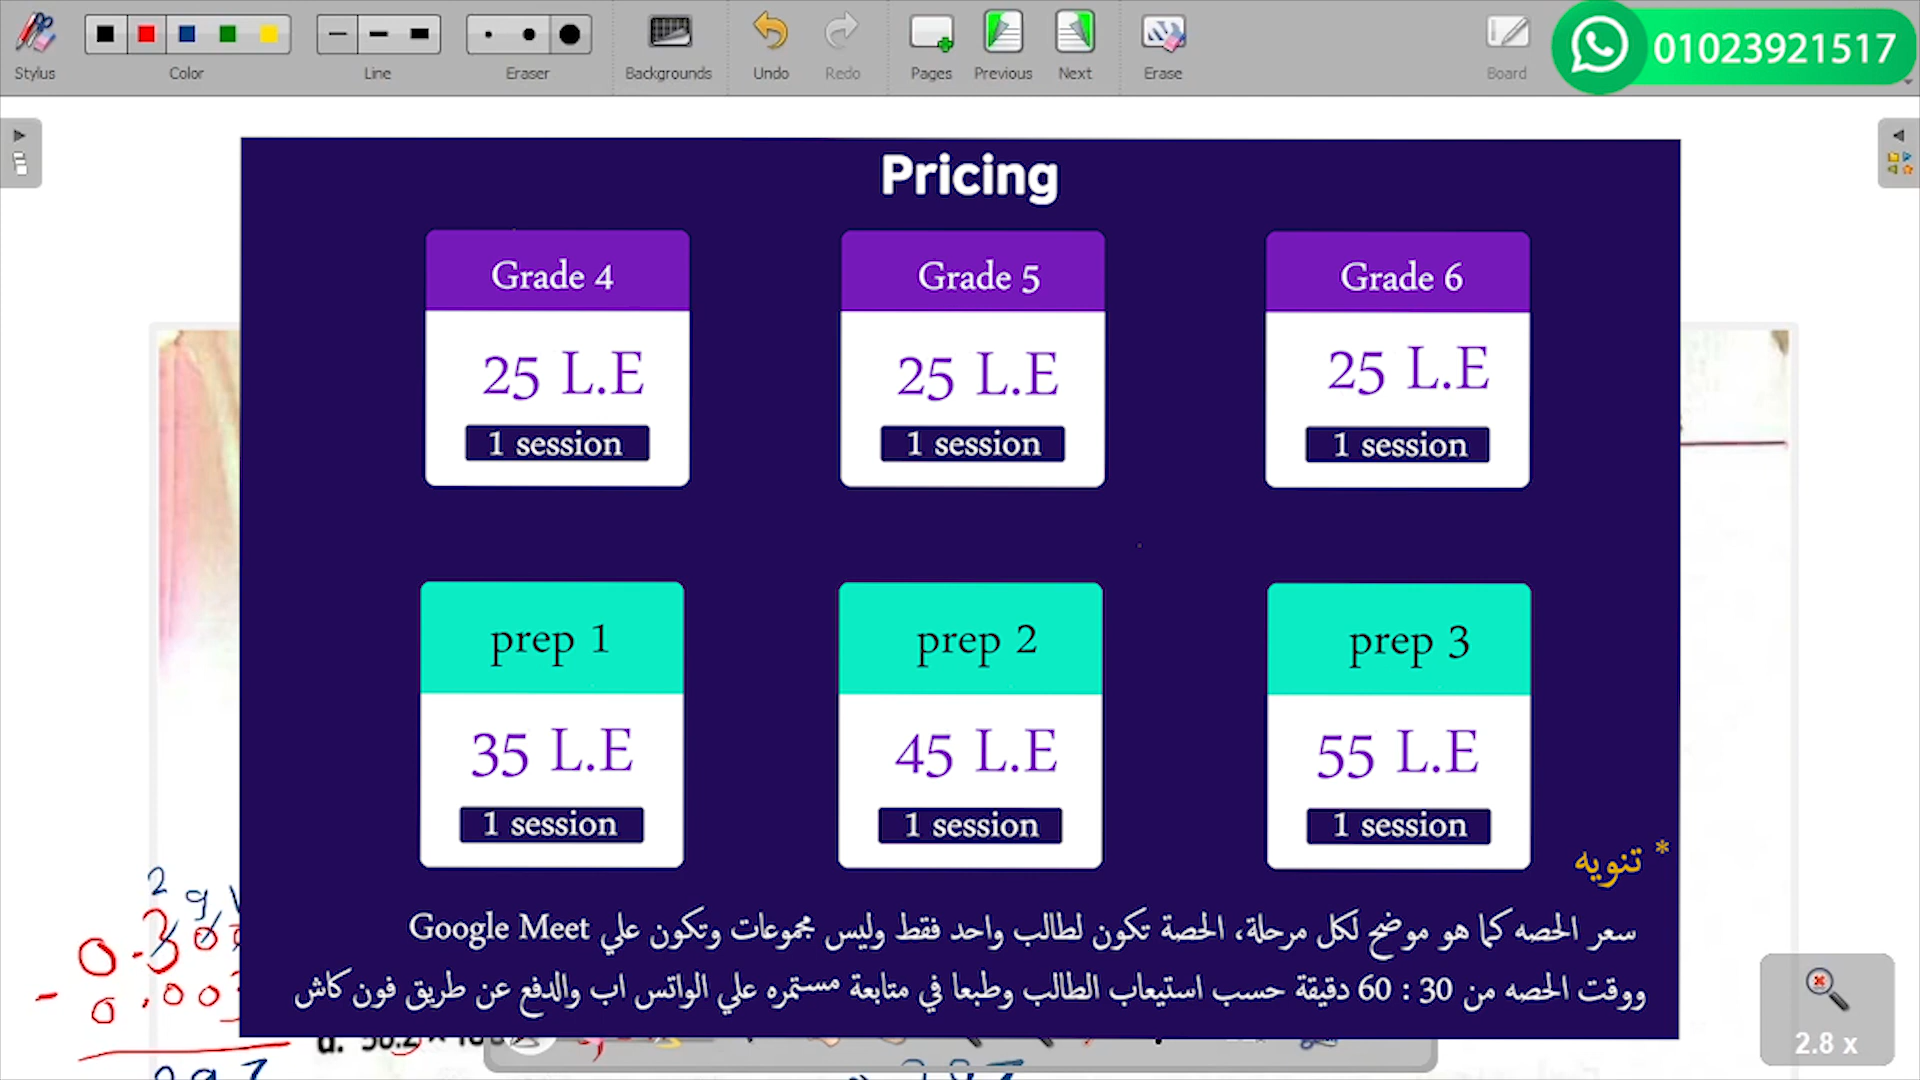 Stylus
Color
Line
Eraser
Backgrounds
Undo
Redo
Pages
Previous
Next
Erase
Board
01023921517
Pricing
Grade 4
25 L.E
1 session
Grade 5
25 L.E
1 session
Grade 6
25 L.E
1 session
prep 1
35 L.E
1 session
prep 2
45 L.E
1 session
prep 3
55 L.E
1 session
* تنويه
سعر الحصه كما هو موضح لكل مرحلة، الحصة تكون لطالب واحد فقط وليس مجموعات وتكون علي Google Meet
ووقت الحصه من 30 : 60 دقيقة حسب استيعاب الطالب وطبعا في متابعة مستمره علي الواتس اب والدفع عن طريق فون كاش
2.8 x